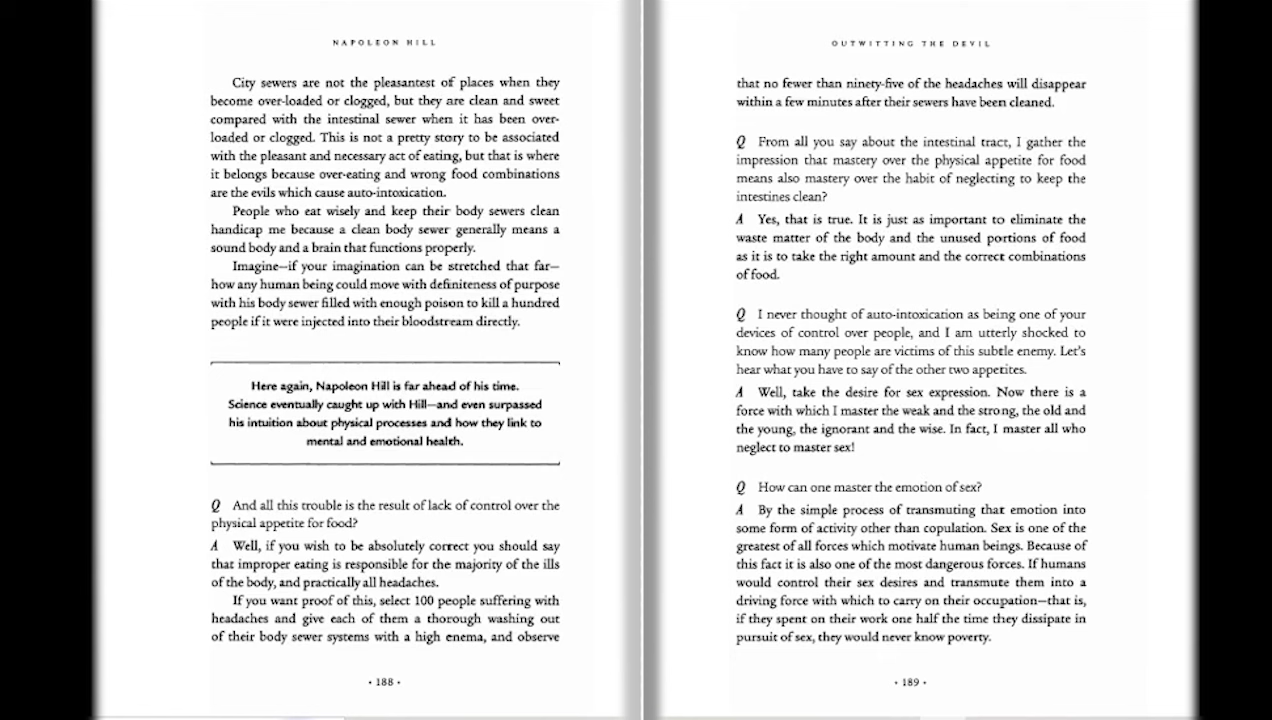 NAPOLEON HILL
City sewers are not the pleasantest of places when they
become over-loaded or clogged, but they are clean and sweet
compared with the intestinal sewer when it has been over-
loaded or clogged. This is not a pretty story to be associated
with the pleasant and necessary act of eating, but that is where
it belongs because over-eating and wrong food combinations
are the evils which cause auto-intoxication.
People who eat wisely and keep their body sewers clean
handicap me because a clean body sewer generally means a
sound body and a brain that functions properly.
Imagine—if your imagination can be stretched that far—
how any human being could move with definiteness of purpose
with his body sewer filled with enough poison to kill a hundred
people if it were injected into their bloodstream directly.
Here again, Napoleon Hill is far ahead of his time.
Science eventually caught up with Hill—and even surpassed
his intuition about physical processes and how they link to
mental and emotional health.
Q And all this trouble is the result of lack of control over the
physical appetite for food?
A Well, if you wish to be absolutely correct you should say
that improper eating is responsible for the majority of the ills
of the body, and practically all headaches.
If you want proof of this, select 100 people suffering with
headaches and give each of them a thorough washing out
of their body sewer systems with a high enema, and observe
• 188 •
OUTWITTING THE DEVIL
that no fewer than ninety-five of the headaches will disappear
within a few minutes after their sewers have been cleaned.
Q From all you say about the intestinal tract, I gather the
impression that mastery over the physical appetite for food
means also mastery over the habit of neglecting to keep the
intestines clean?
A Yes, that is true. It is just as important to eliminate the
waste matter of the body and the unused portions of food
as it is to take the right amount and the correct combinations
of food.
Q I never thought of auto-intoxication as being one of your
devices of control over people, and I am utterly shocked to
know how many people are victims of this subtle enemy. Let's
hear what you have to say of the other two appetites.
A Well, take the desire for sex expression. Now there is a
force with which I master the weak and the strong, the old and
the young, the ignorant and the wise. In fact, I master all who
neglect to master sex!
Q How can one master the emotion of sex?
A By the simple process of transmuting that emotion into
some form of activity other than copulation. Sex is one of the
greatest of all forces which motivate human beings. Because of
this fact it is also one of the most dangerous forces. If humans
would control their sex desires and transmute them into a
driving force with which to carry on their occupation—that is,
if they spent on their work one half the time they dissipate in
pursuit of sex, they would never know poverty.
• 189 •